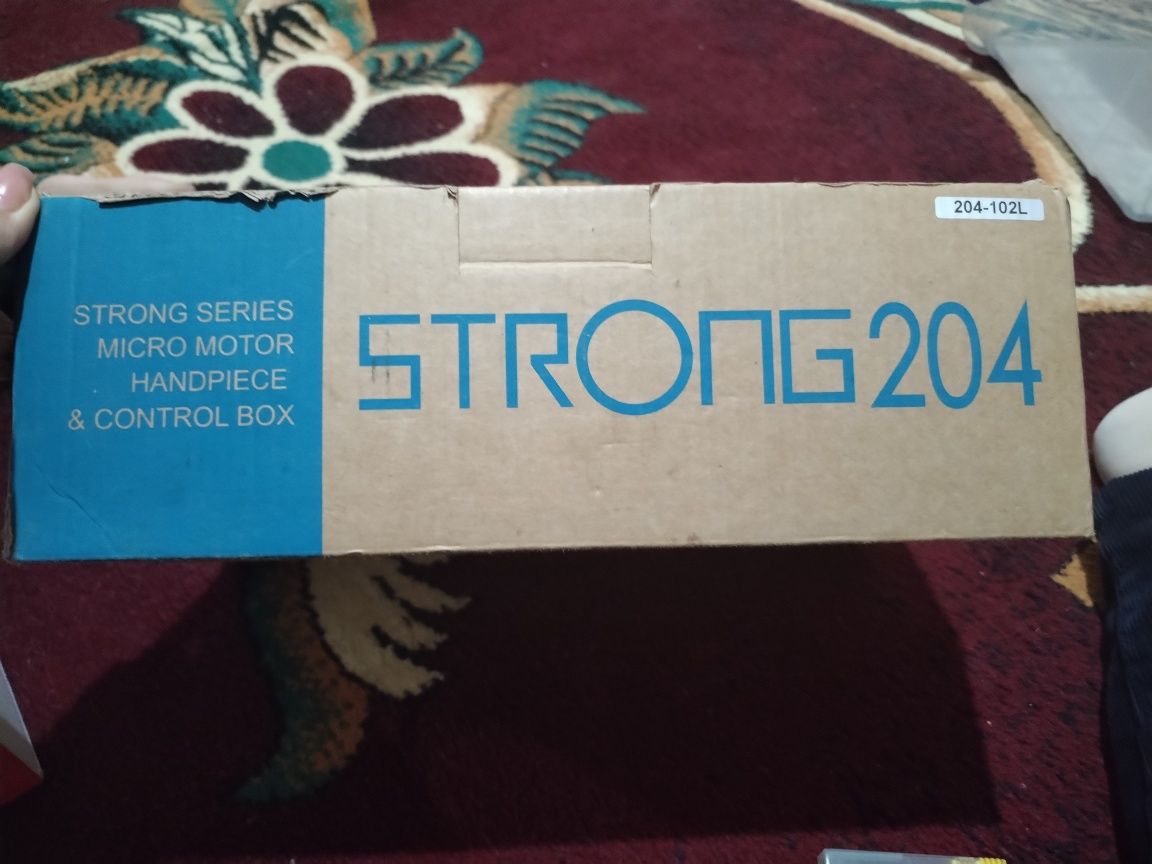 204-102L
STRONG SERIES
MICRO MOTOR
HANDPIECE
& CONTROL BOX
STRONG204